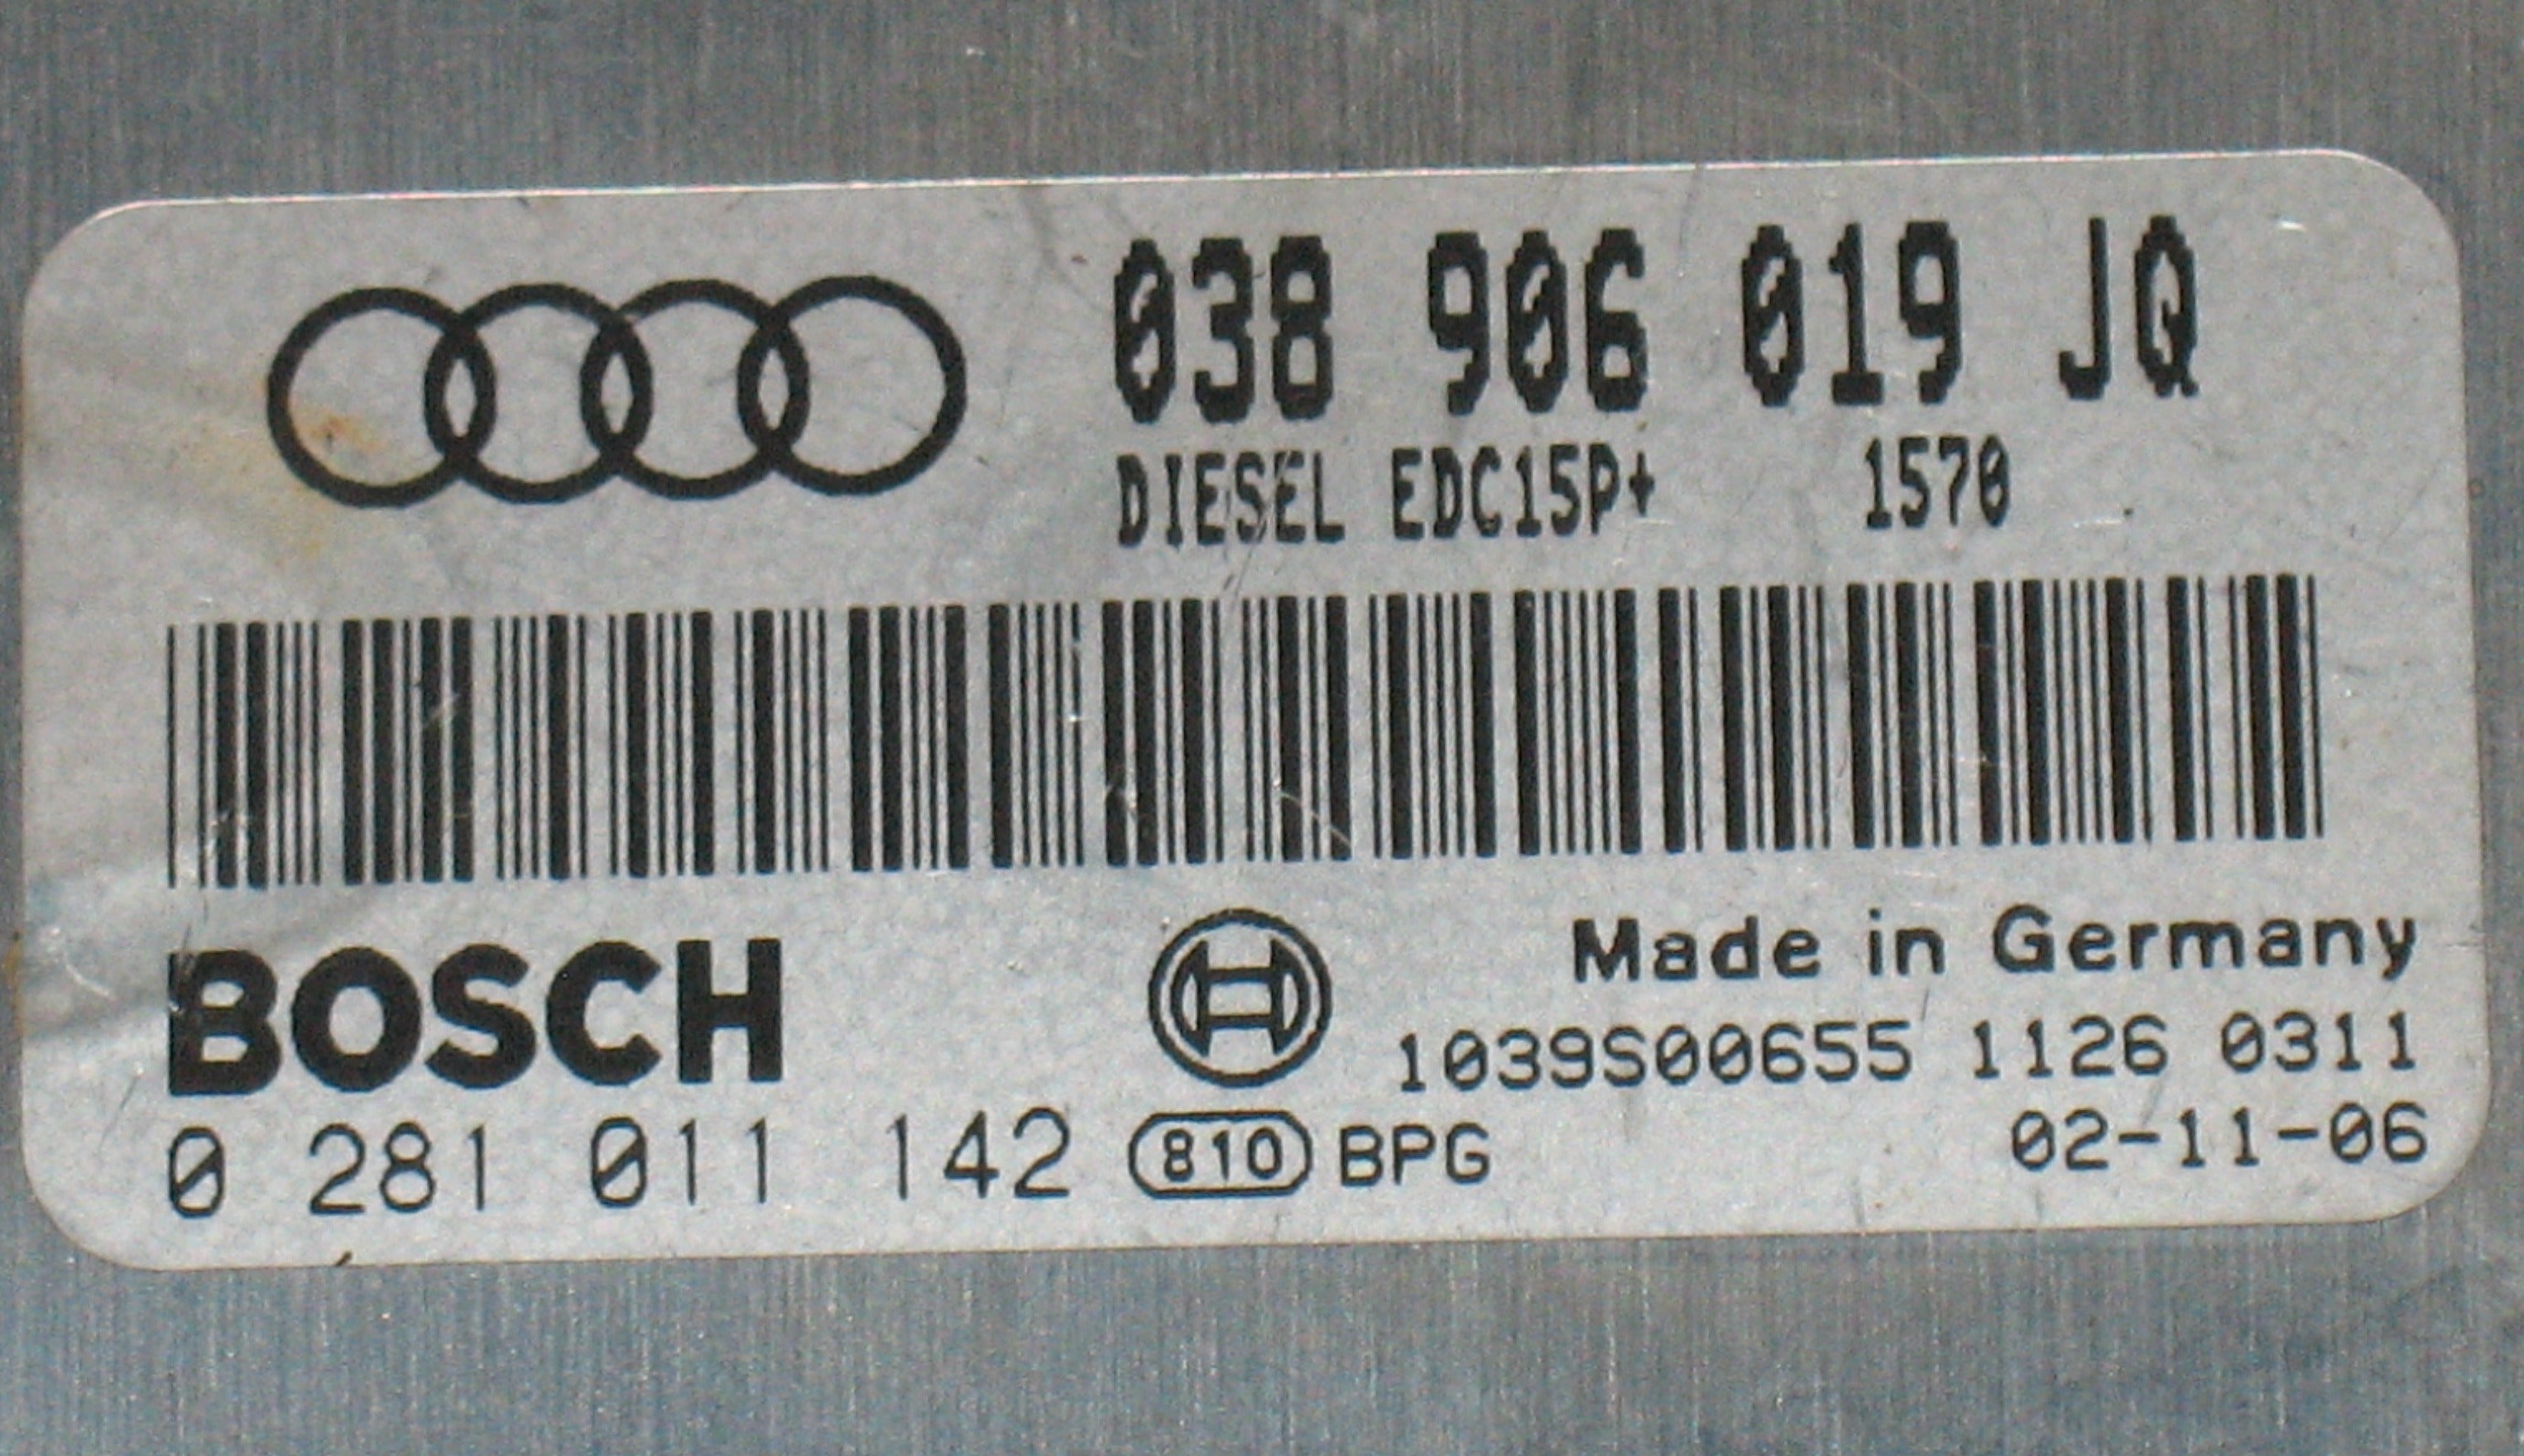 038 906 019 JQ
DIESEL EDC15P+ 1570
Made in Germany
BOSCH
1039S00655 1126 0311
0 281 011 142 810 BPG 02-11-06